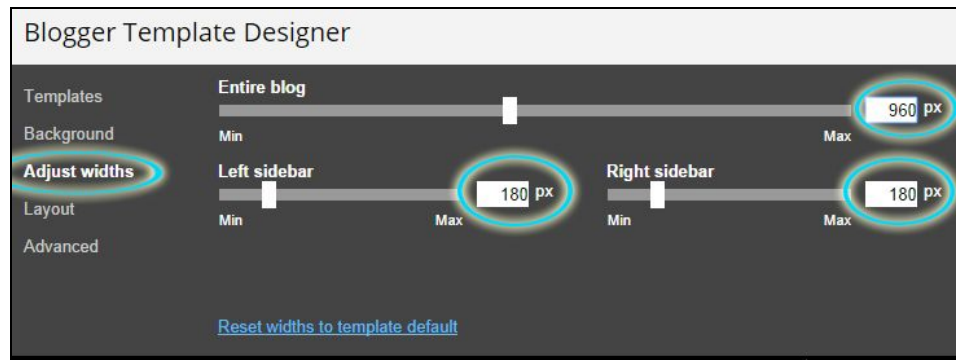 Blogger Template Designer
Templates
Background
Adjust widths
Layout
Advanced
Entire blog
960 px
Min Max
Left sidebar
180 px
Min Max
Right sidebar
180 px
Min Max
Reset widths to template default